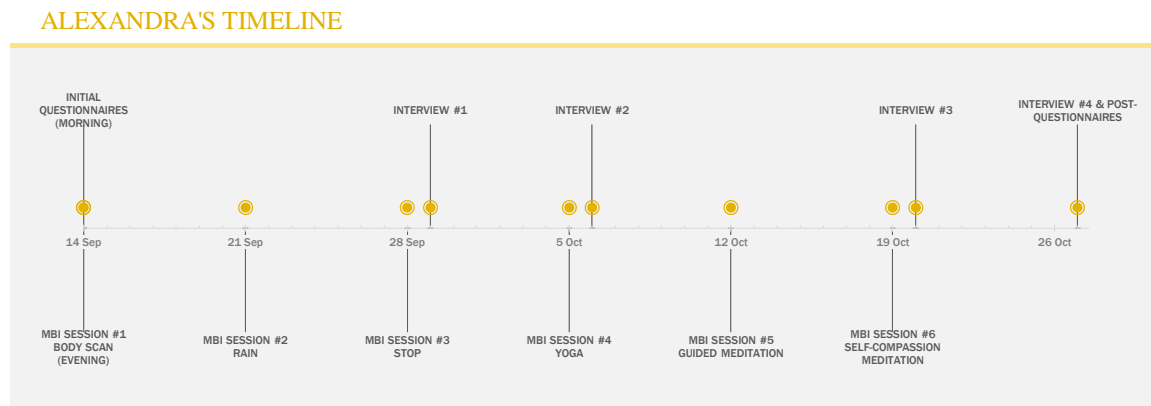 ALEXANDRA'S TIMELINE
INITIAL
QUESTIONNAIRES
(MORNING)
INTERVIEW #1
INTERVIEW #2
INTERVIEW #3
INTERVIEW #4 & POST-
QUESTIONNAIRES
14 Sep
21 Sep
28 Sep
5 Oct
12 Oct
19 Oct
26 Oct
MBI SESSION #1
BODY SCAN
(EVENING)
MBI SESSION #2
RAIN
MBI SESSION #3
STOP
MBI SESSION #4
YOGA
MBI SESSION #5
GUIDED MEDITATION
MBI SESSION #6
SELF-COMPASSION
MEDITATION